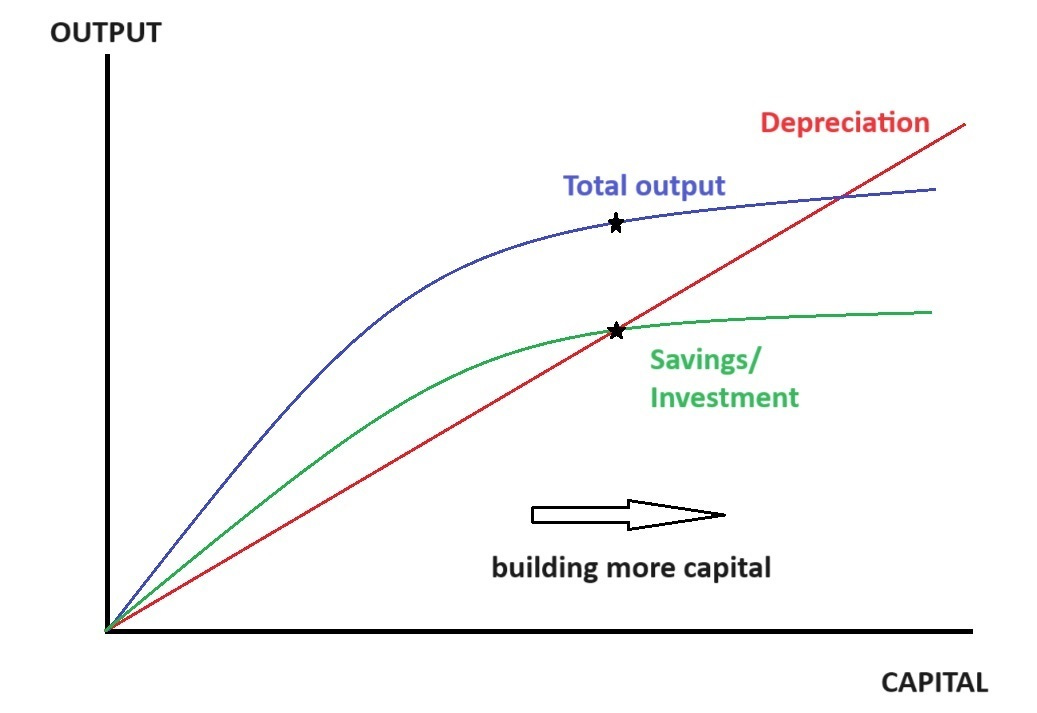 OUTPUT
Depreciation
Total output
Savings/
Investment
building more capital
CAPITAL